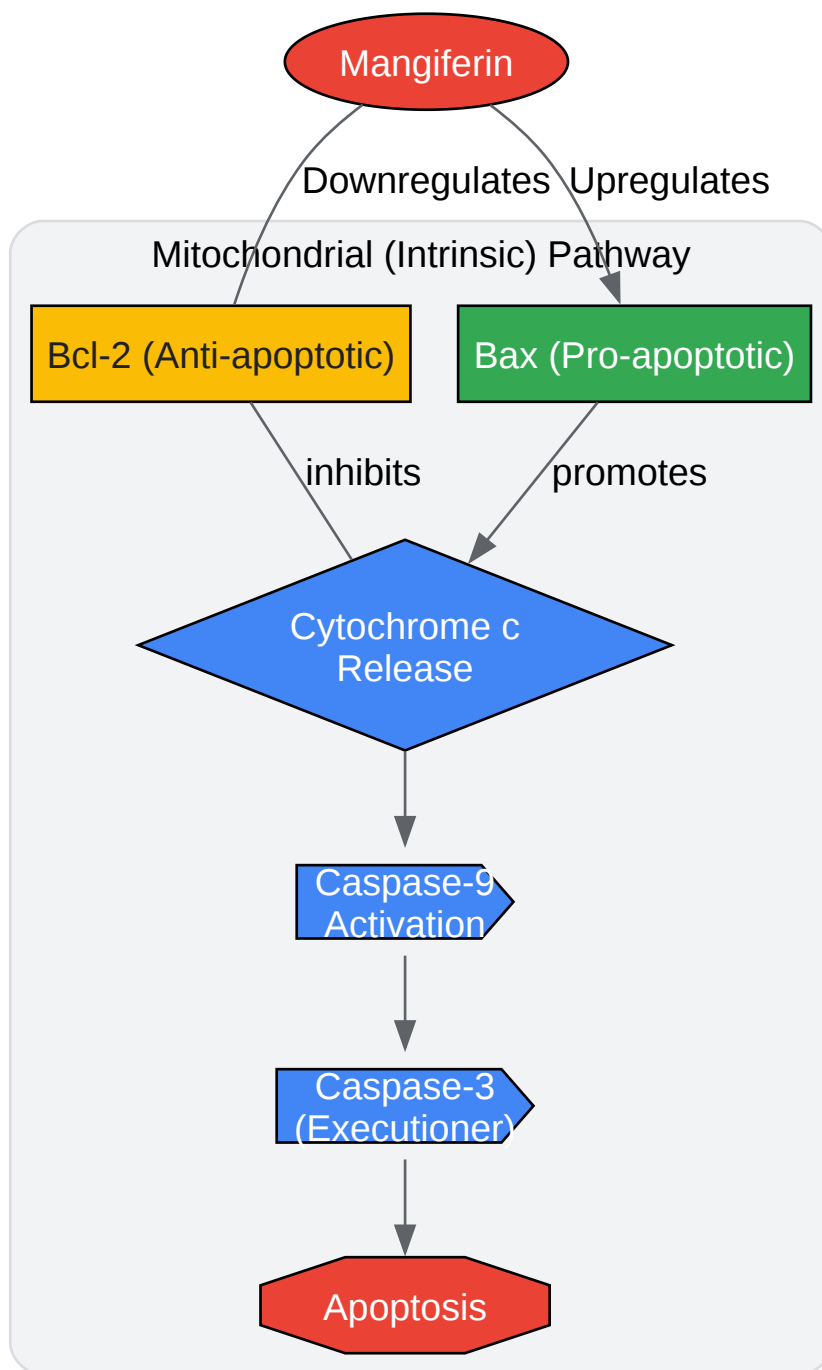 Mangiferin
Downregulates
Upregulates
Mitochondrial (Intrinsic) Pathway
Bcl-2 (Anti-apoptotic)
Bax (Pro-apoptotic)
inhibits
promotes
Cytochrome c
Release
Caspase-9
Activation
Caspase-3
(Executioner)
Apoptosis